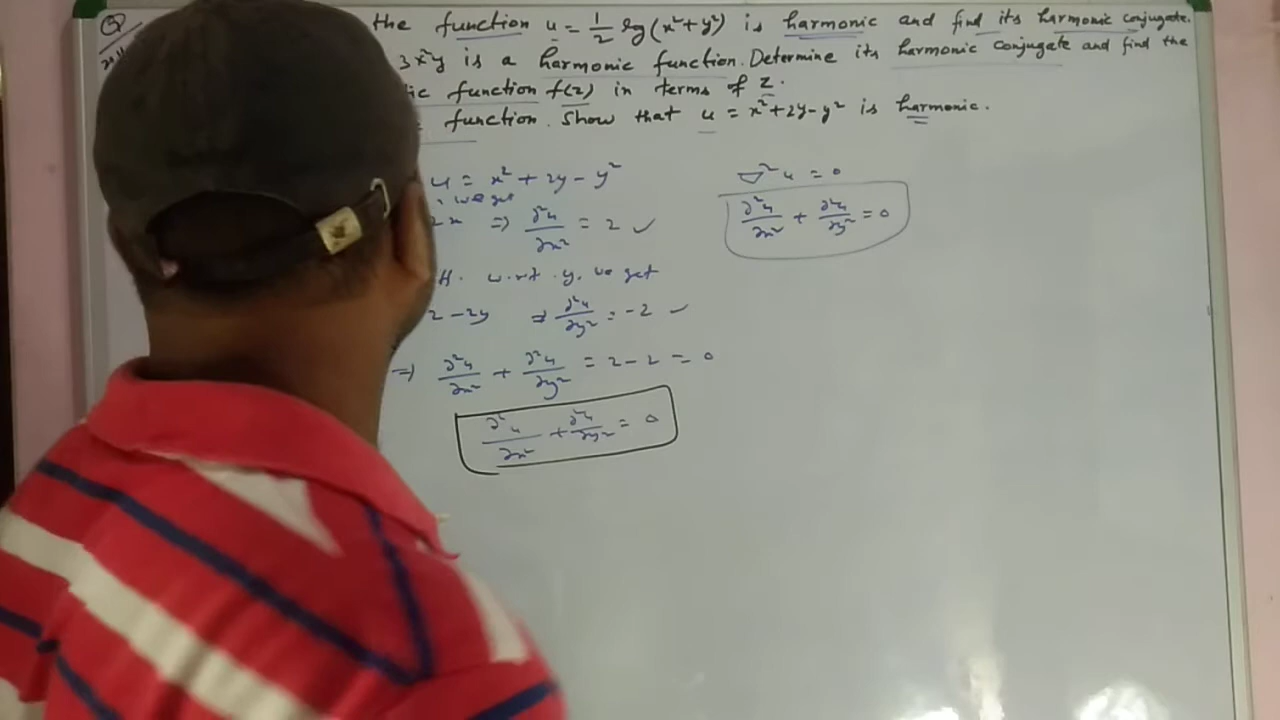 Q
the function u = 1/2 log(x²+y²) is harmonic and find its harmonic conjugate.
3x²y is a harmonic function. Determine its harmonic conjugate and find the
tic function f(z) in terms of z.
function. Show that u = x²+2y-y² is harmonic.
u = x² + 2y - y²
∇²u = 0
we get
2x ⇒ ∂²u/∂x² = 2 ✓
∂²u/∂x² + ∂²u/∂y² = 0
w.r.t. y, we get
2-2y ⇒ ∂²u/∂y² = -2 ✓
⇒ ∂²u/∂x² + ∂²u/∂y² = 2-2 = 0
∂²u/∂x² + ∂²u/∂y² = 0